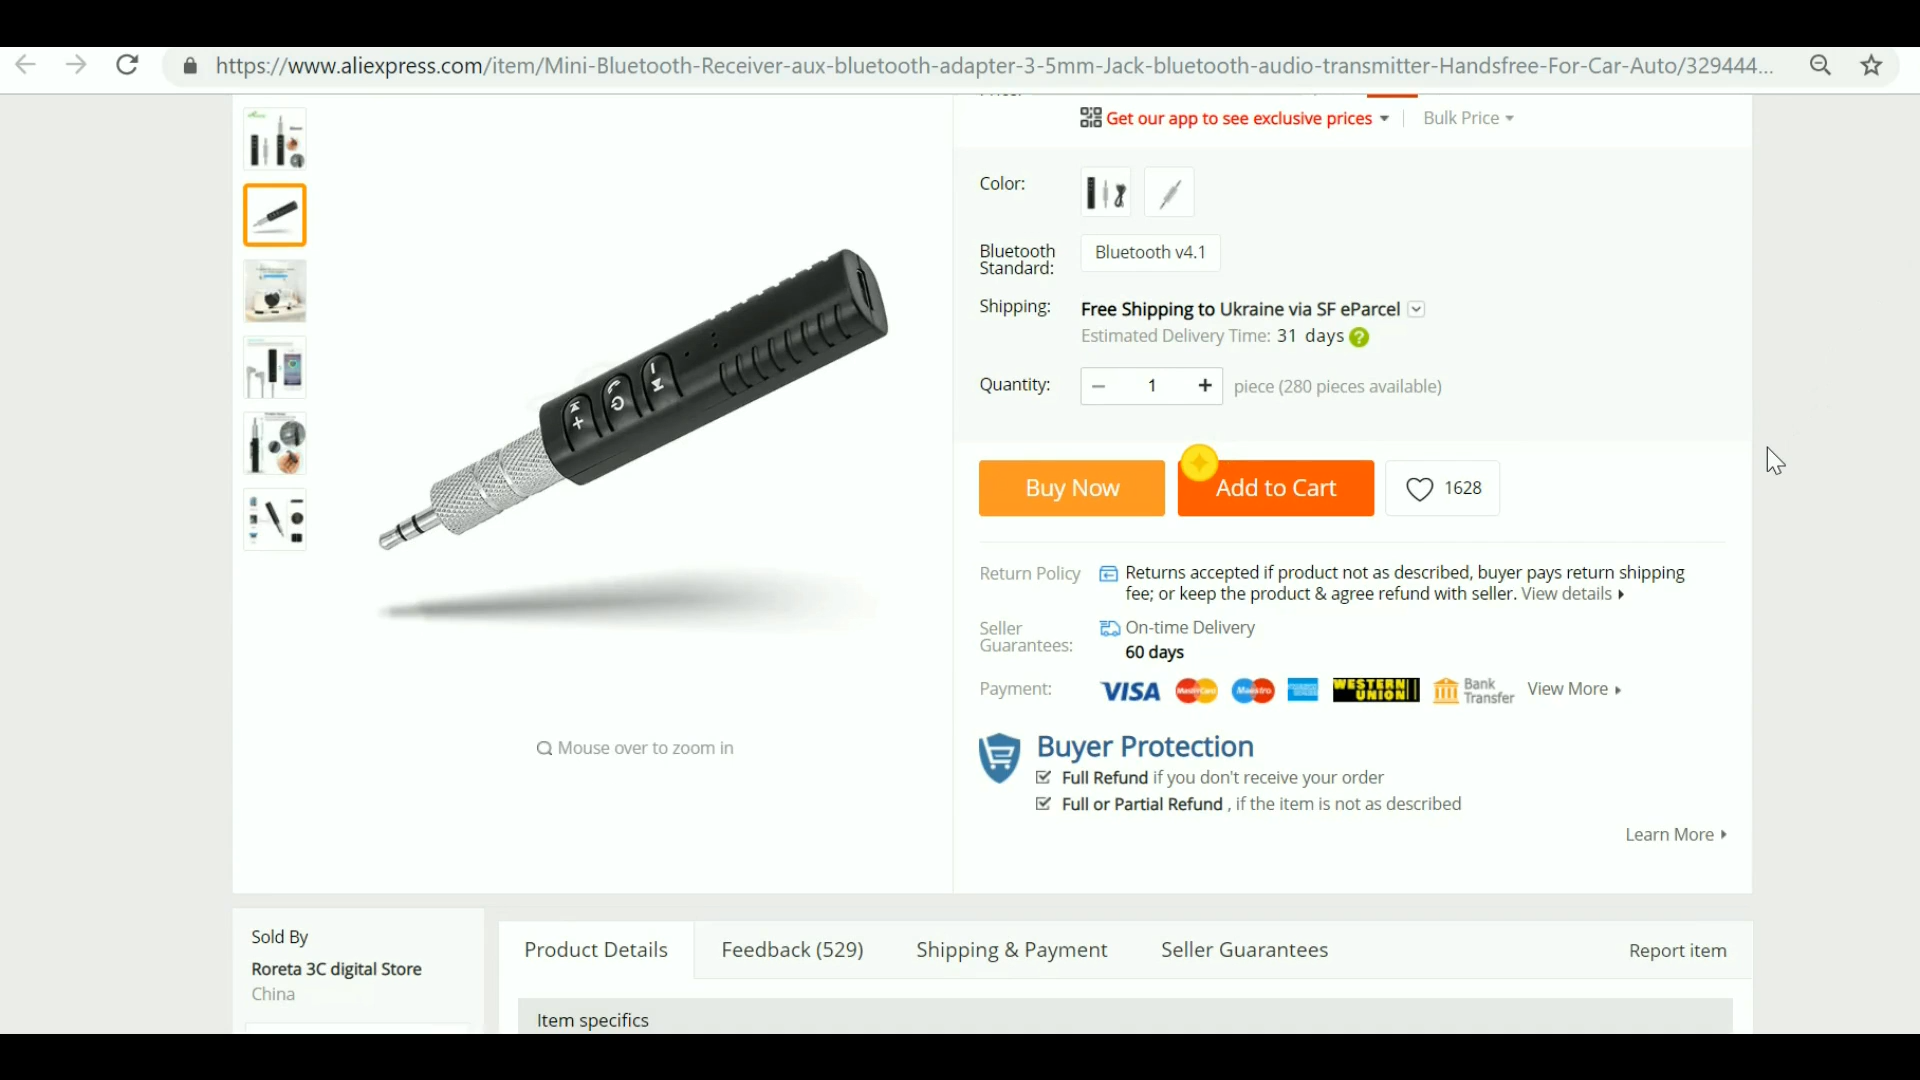 https://www.aliexpress.com/item/Mini-Bluetooth-Receiver-aux-bluetooth-adapter-3-5mm-Jack-bluetooth-audio-transmitter-Handsfree-For-Car-Auto/329444...
Get our app to see exclusive prices
Bulk Price
Color:
Bluetooth Standard:
Bluetooth v4.1
Shipping:
Free Shipping to Ukraine via SF eParcel
Estimated Delivery Time: 31 days ?
Quantity:
− 1 + piece (280 pieces available)
Buy Now
Add to Cart
1628
Return Policy
Returns accepted if product not as described, buyer pays return shipping
fee; or keep the product & agree refund with seller. View details
Seller
Guarantees:
On-time Delivery
60 days
Payment:
VISA
MasterCard
Maestro
WESTERN
UNION
Bank
Transfer
View More
Mouse over to zoom in
Buyer Protection
Full Refund if you don't receive your order
Full or Partial Refund , if the item is not as described
Learn More
Sold By
Roreta 3C digital Store
China
Product Details
Feedback (529)
Shipping & Payment
Seller Guarantees
Report item
Item specifics